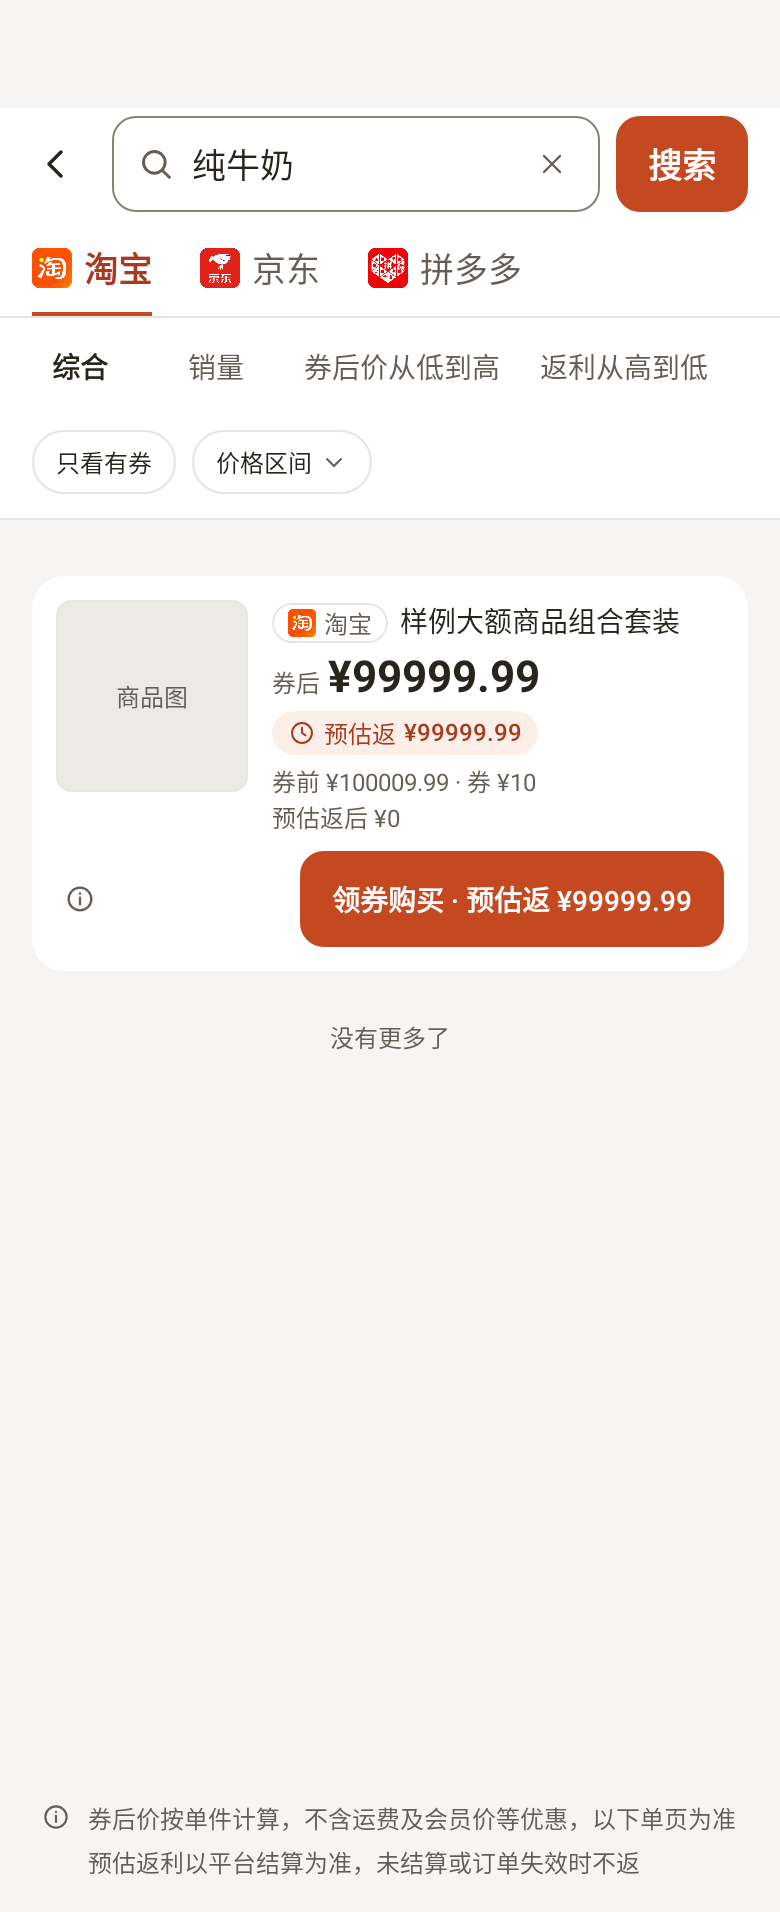 纯牛奶
搜索
淘 淘宝 京东 京东 拼多多
综合 销量 券后价从低到高 返利从高到低
只看有券 价格区间
商品图
淘 淘宝 样例大额商品组合套装
券后 ¥99999.99
预估返 ¥99999.99
券前 ¥100009.99 · 券 ¥10
预估返后 ¥0
领券购买 · 预估返 ¥99999.99
没有更多了
券后价按单件计算，不含运费及会员价等优惠，以下单页为准
预估返利以平台结算为准，未结算或订单失效时不返